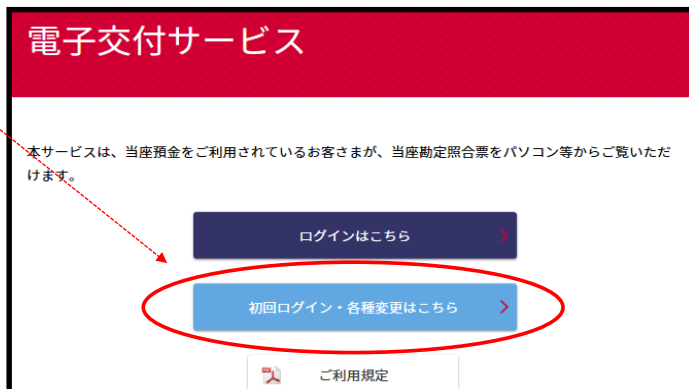 電子交付サービス
本サービスは、当座預金をご利用されているお客さまが、当座勘定照合票をパソコン等からご覧いただ
けます。
ログインはこちら
初回ログイン・各種変更はこちら
ご利用規定